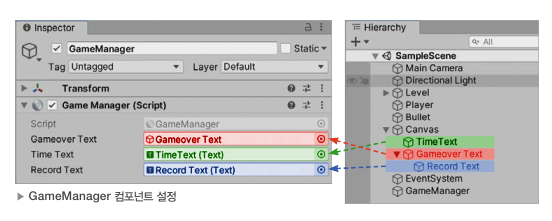 Inspector
GameManager
Static
Tag Untagged Layer Default
Transform
Game Manager (Script)
Script GameManager
Gameover Text Gameover Text
Time Text TimeText (Text)
Record Text Record Text (Text)
▶ GameManager 컴포넌트 설정
Hierarchy
All
SampleScene
Main Camera
Directional Light
Level
Player
Bullet
Canvas
TimeText
Gameover Text
Record Text
EventSystem
GameManager